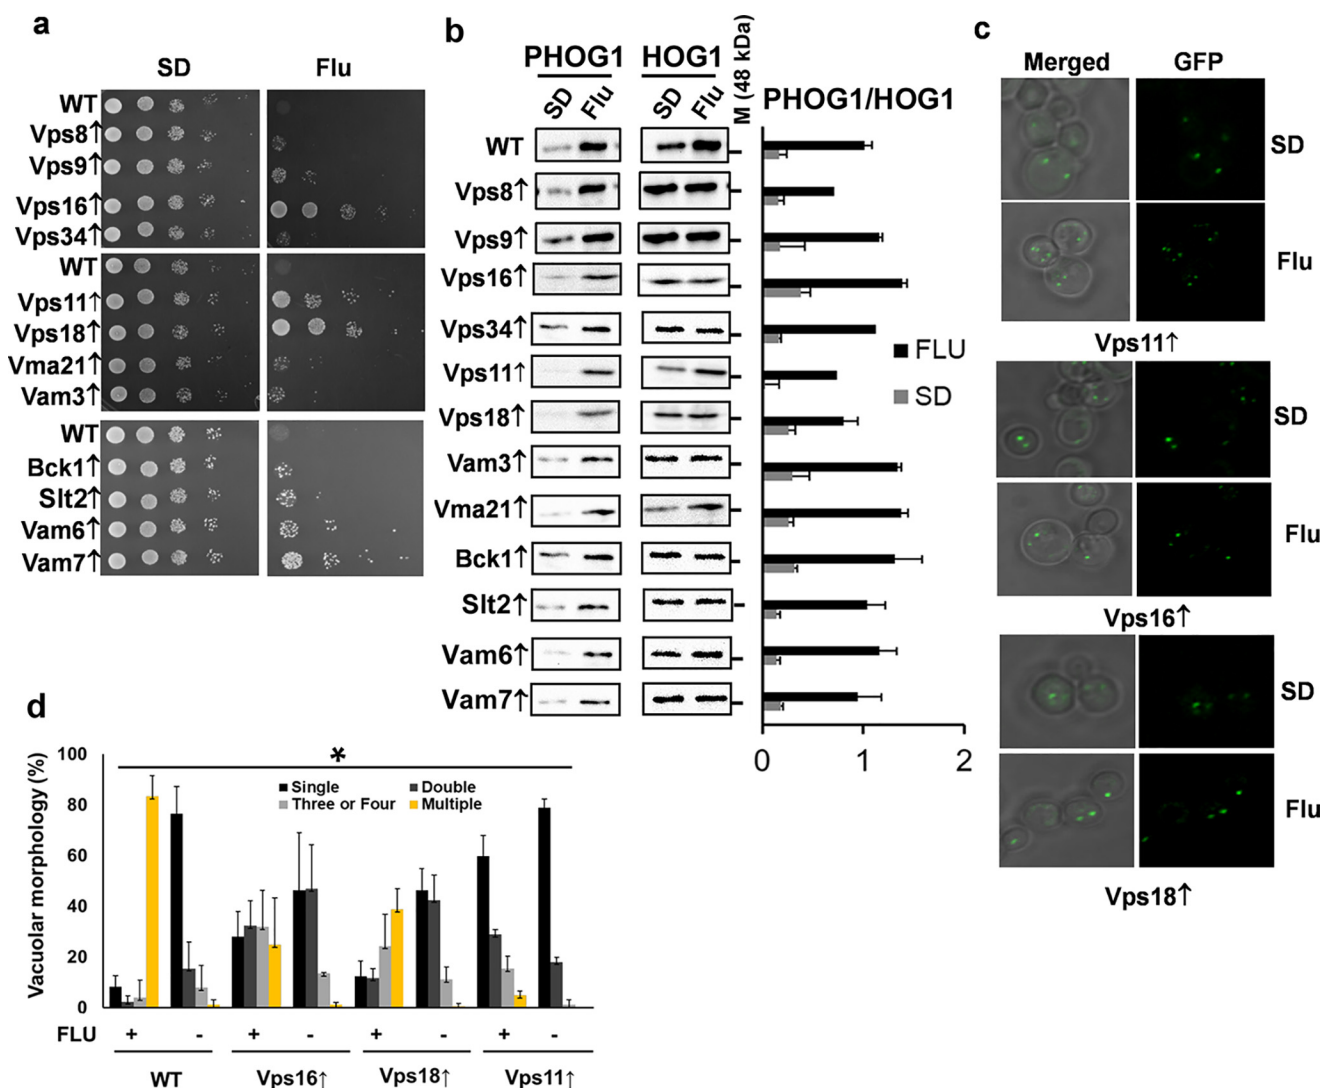 a
SD Flu
WT
Vps8↑
Vps9↑
Vps16↑
Vps34↑
WT
Vps11↑
Vps18↑
Vma21↑
Vam3↑
WT
Bck1↑
Slt2↑
Vam6↑
Vam7↑
b
PHOG1 HOG1
SD Flu SD Flu
M (48 kDa)
PHOG1/HOG1
WT
Vps8↑
Vps9↑
Vps16↑
Vps34↑
Vps11↑
Vps18↑
Vam3↑
Vma21↑
Bck1↑
Slt2↑
Vam6↑
Vam7↑
FLU
SD
0 1 2
c
Merged GFP
SD
Flu
Vps11↑
SD
Flu
Vps16↑
SD
Flu
Vps18↑
d
Vacuolar morphology (%)
100
80
60
40
20
0
*
Single Double
Three or Four Multiple
FLU + - + - + - + -
WT Vps16↑ Vps18↑ Vps11↑